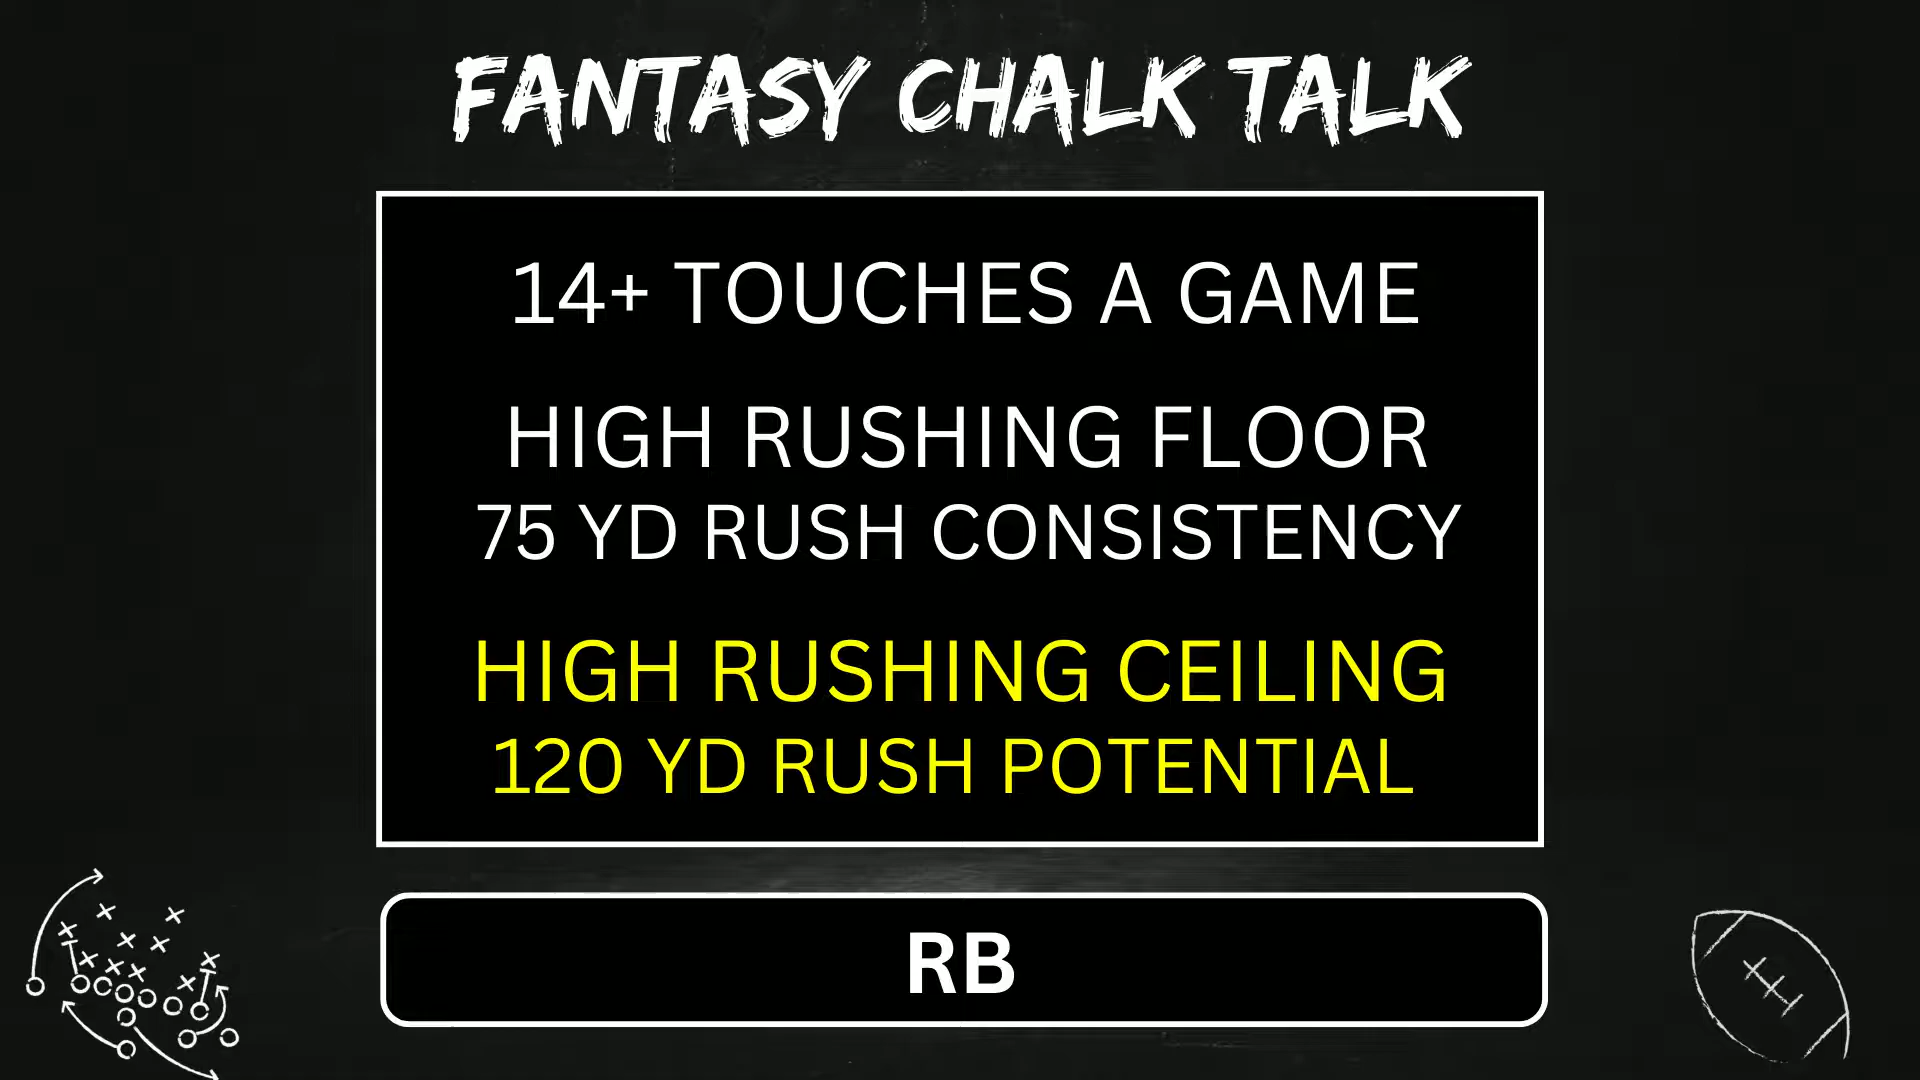 FANTASY CHALK TALK
14+ TOUCHES A GAME
HIGH RUSHING FLOOR
75 YD RUSH CONSISTENCY
HIGH RUSHING CEILING
120 YD RUSH POTENTIAL
RB